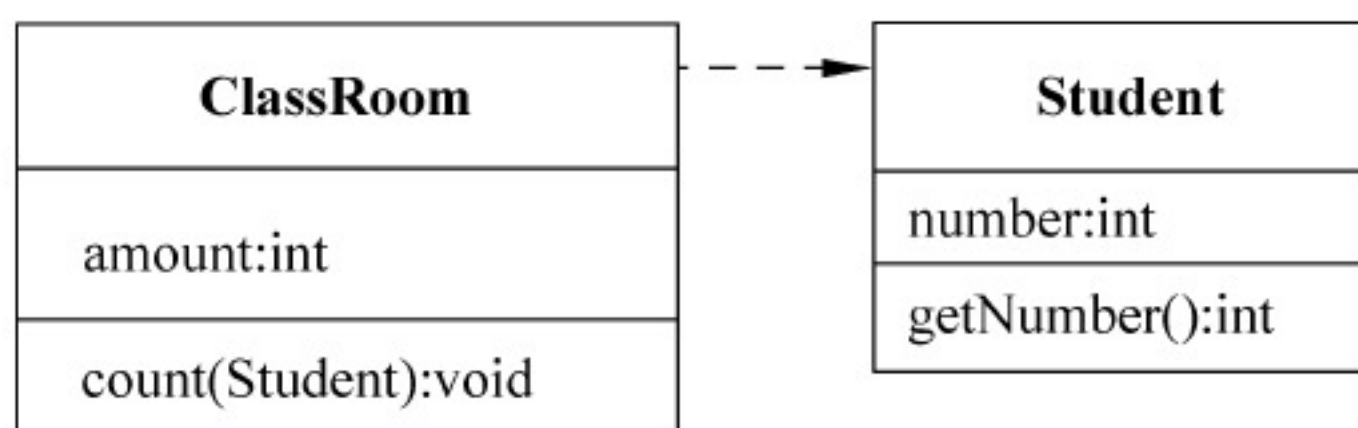 ClassRoom
amount:int
count(Student):void
Student
number:int
getNumber():int